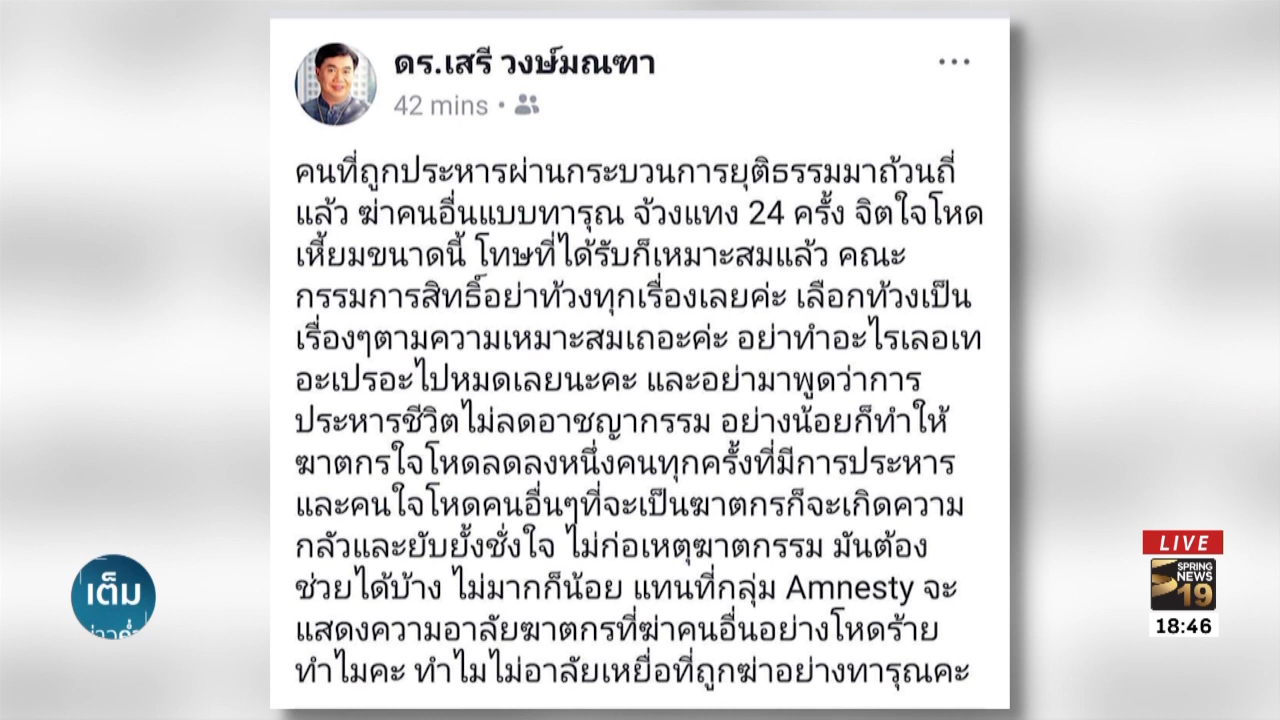 ดร.เสรี วงษ์มณฑา
42 mins •
คนที่ถูกประหารผ่านกระบวนการยุติธรรมมาถ้วนถี่
แล้ว ฆ่าคนอื่นแบบทารุณ จ้วงแทง 24 ครั้ง จิตใจโหด
เหี้ยมขนาดนี้ โทษที่ได้รับก็เหมาะสมแล้ว คณะ
กรรมการสิทธิ์อย่าท้วงทุกเรื่องเลยค่ะ เลือกท้วงเป็น
เรื่องๆตามความเหมาะสมเถอะค่ะ อย่าทำอะไรเลอเท
อะเปรอะไปหมดเลยนะคะ และอย่ามาพูดว่าการ
ประหารชีวิตไม่ลดอาชญากรรม อย่างน้อยก็ทำให้
ฆาตกรใจโหดลดลงหนึ่งคนทุกครั้งที่มีการประหาร
และคนใจโหดคนอื่นๆที่จะเป็นฆาตกรก็จะเกิดความ
กลัวและยับยั้งชั่งใจ ไม่ก่อเหตุฆาตกรรม มันต้อง
ช่วยได้บ้าง ไม่มากก็น้อย แทนที่กลุ่ม Amnesty จะ
แสดงความอาลัยฆาตกรที่ฆ่าคนอื่นอย่างโหดร้าย
ทำไมคะ ทำไมไม่อาลัยเหยื่อที่ถูกฆ่าอย่างทารุณคะ
เต็ม
ข่าวค่ำ
LIVE
SPRING
NEWS
19
18:46